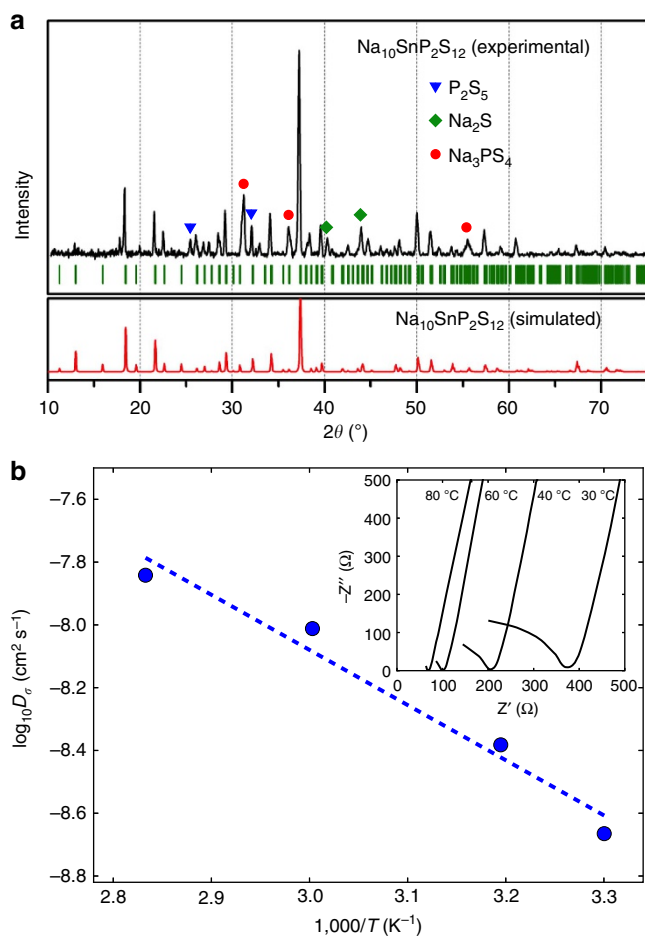 a
Na₁₀SnP₂S₁₂ (experimental)
P₂S₅
Na₂S
Na₃PS₄
Intensity
Na₁₀SnP₂S₁₂ (simulated)
10 20 30 40 50 60 70
2θ (°)
b
−7.6
−7.8
−8.0
−8.2
−8.4
−8.6
−8.8
log₁₀Dσ (cm² s⁻¹)
2.8 2.9 3.0 3.1 3.2 3.3
1,000/T (K⁻¹)
500
400
300
200
100
0
−Z″ (Ω)
80 °C 60 °C 40 °C 30 °C
0 100 200 300 400 500
Z′ (Ω)